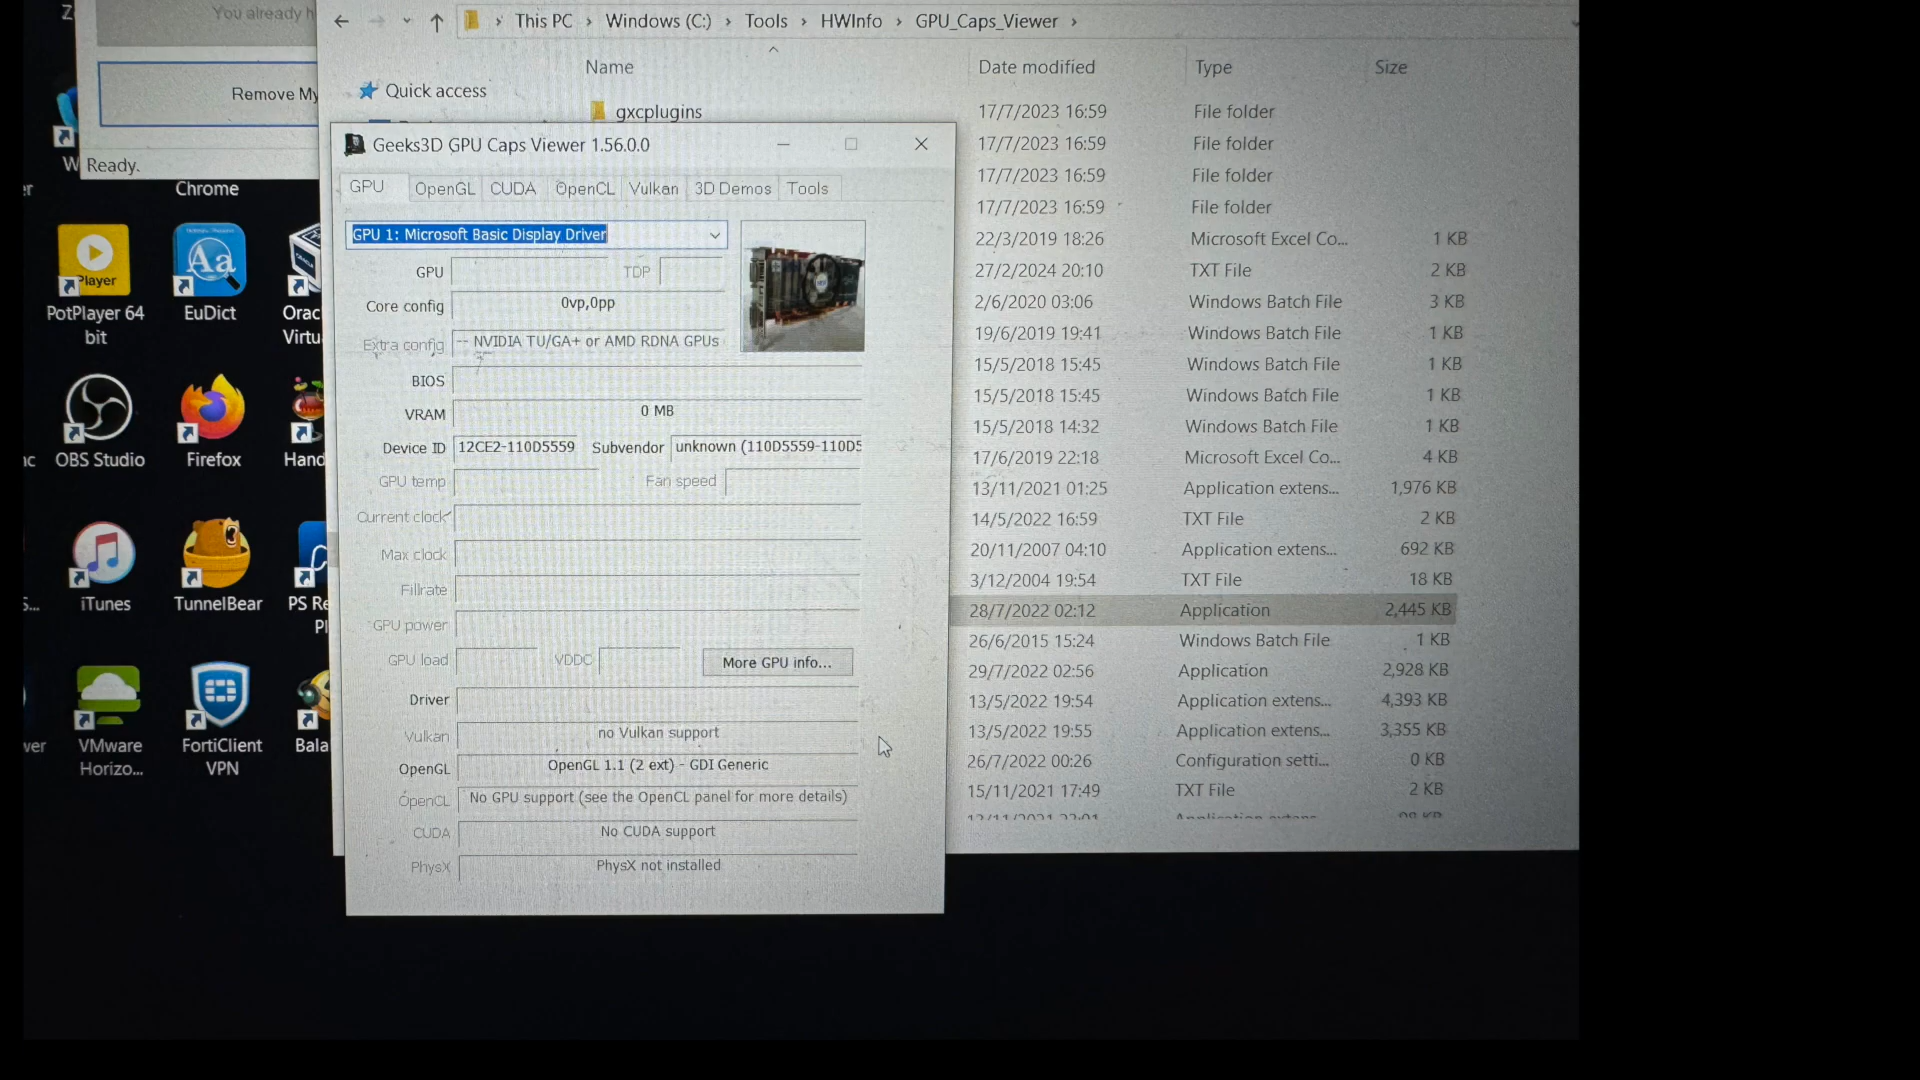 You already h
Remove My
Ready.
Z
W
er
Chrome
Player
PotPlayer 64
bit
Aa
EuDict
Orac
Virtu
nc
OBS Studio
Firefox
Hand
S...
iTunes
TunnelBear
PS Re
Pl
ver
VMware
Horizo...
FortiClient
VPN
Bala
This PC
Windows (C:)
Tools
HWInfo
GPU_Caps_Viewer
Quick access
Name
Date modified
Type
Size
gxcplugins
17/7/2023 16:59 File folder
17/7/2023 16:59 File folder
17/7/2023 16:59 File folder
17/7/2023 16:59 File folder
22/3/2019 18:26 Microsoft Excel Co... 1 KB
27/2/2024 20:10 TXT File 2 KB
2/6/2020 03:06 Windows Batch File 3 KB
19/6/2019 19:41 Windows Batch File 1 KB
15/5/2018 15:45 Windows Batch File 1 KB
15/5/2018 15:45 Windows Batch File 1 KB
15/5/2018 14:32 Windows Batch File 1 KB
17/6/2019 22:18 Microsoft Excel Co... 4 KB
13/11/2021 01:25 Application extens... 1,976 KB
14/5/2022 16:59 TXT File 2 KB
20/11/2007 04:10 Application extens... 692 KB
3/12/2004 19:54 TXT File 18 KB
28/7/2022 02:12 Application 2,445 KB
26/6/2015 15:24 Windows Batch File 1 KB
29/7/2022 02:56 Application 2,928 KB
13/5/2022 19:54 Application extens... 4,393 KB
13/5/2022 19:55 Application extens... 3,355 KB
26/7/2022 00:26 Configuration setti... 0 KB
15/11/2021 17:49 TXT File 2 KB
Geeks3D GPU Caps Viewer 1.56.0.0
GPU OpenGL CUDA OpenCL Vulkan 3D Demos Tools
GPU 1: Microsoft Basic Display Driver
GPU TDP
Core config 0vp,0pp
Extra config -- NVIDIA TU/GA+ or AMD RDNA GPUs
BIOS
VRAM 0 MB
Device ID 12CE2-110D5559 Subvendor unknown (110D5559-110D5
GPU temp Fan speed
Current clock
Max clock
Fillrate
GPU power
GPU load VDDC More GPU info...
Driver
Vulkan no Vulkan support
OpenGL OpenGL 1.1 (2 ext) - GDI Generic
OpenCL No GPU support (see the OpenCL panel for more details)
CUDA No CUDA support
PhysX PhysX not installed